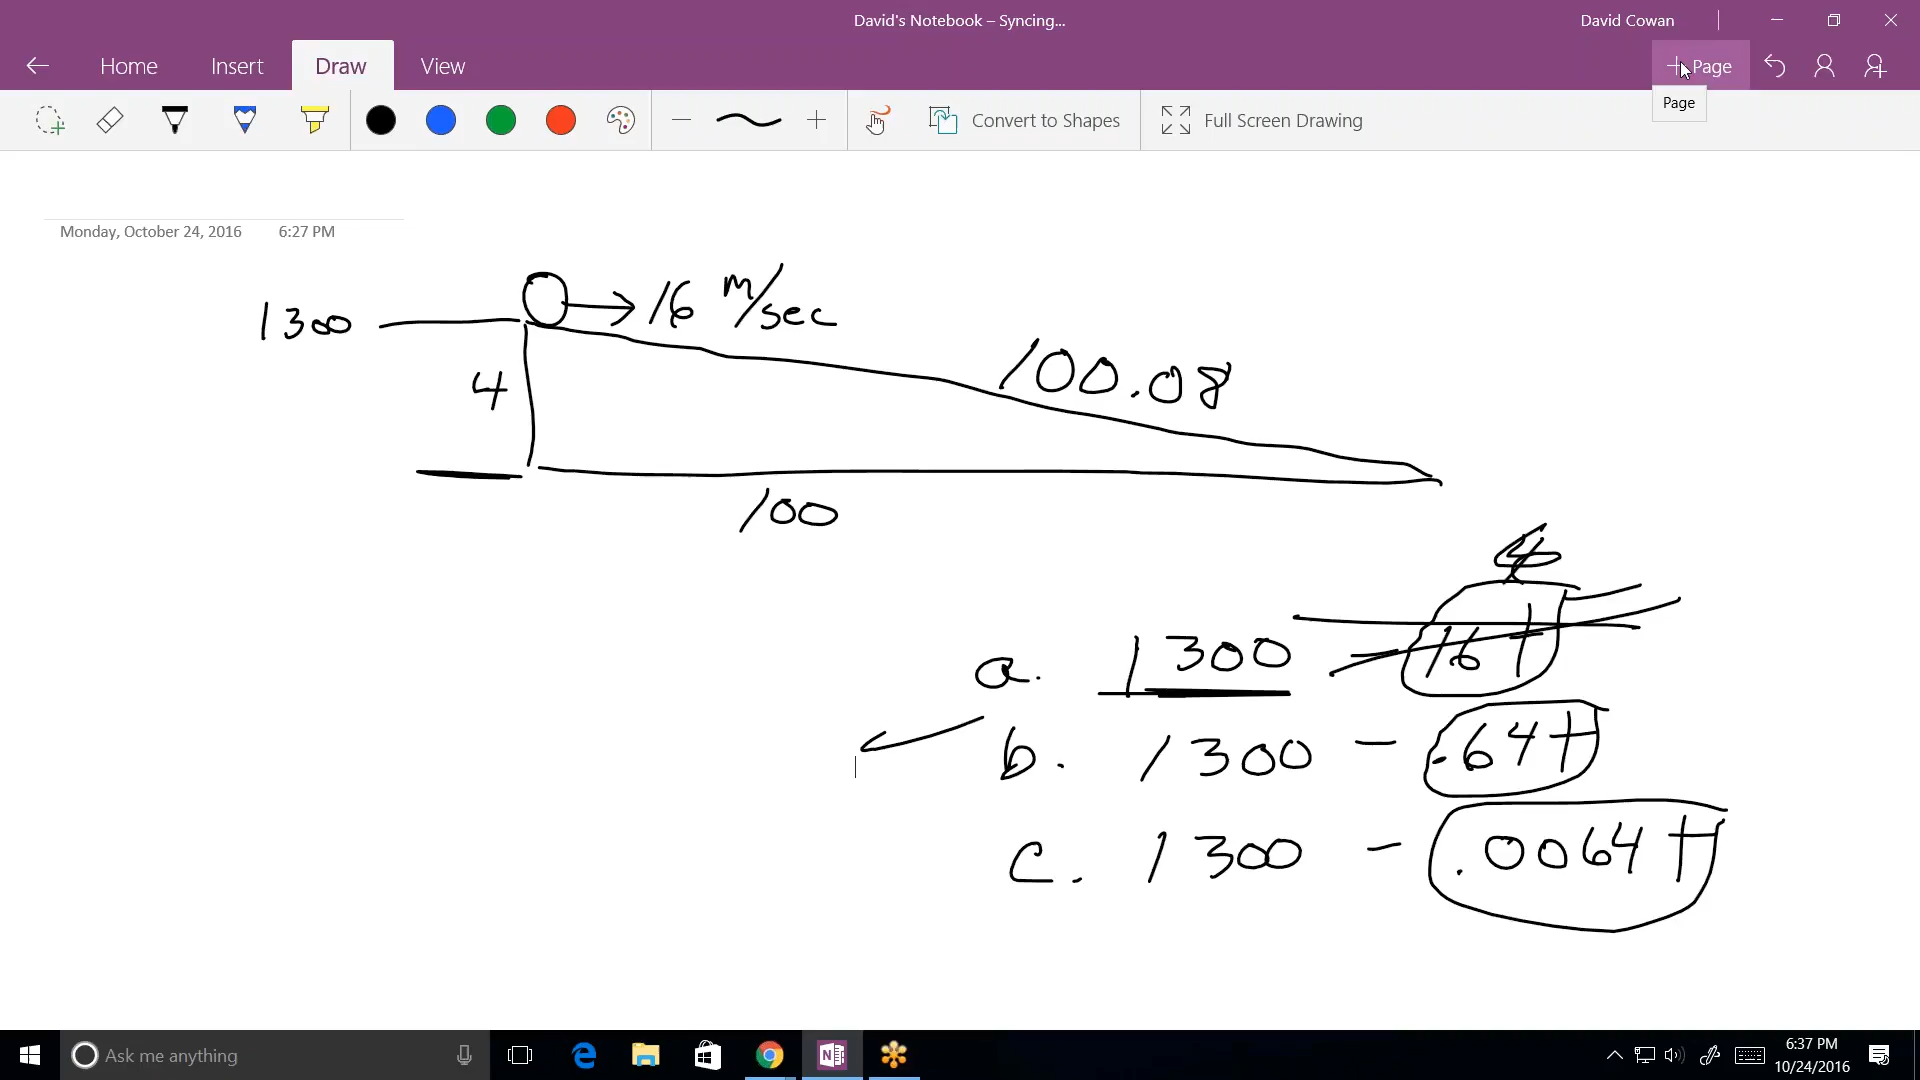 David's Notebook – Syncing...
David Cowan
Home
Insert
Draw
View
Page
Convert to Shapes
Full Screen Drawing
Page
Monday, October 24, 2016 6:27 PM
1300
16 m/sec
4
100.08
100
4
a. 1300 - 16t
b. 1300 - .64t
c. 1300 - .0064t
Ask me anything
6:37 PM
10/24/2016